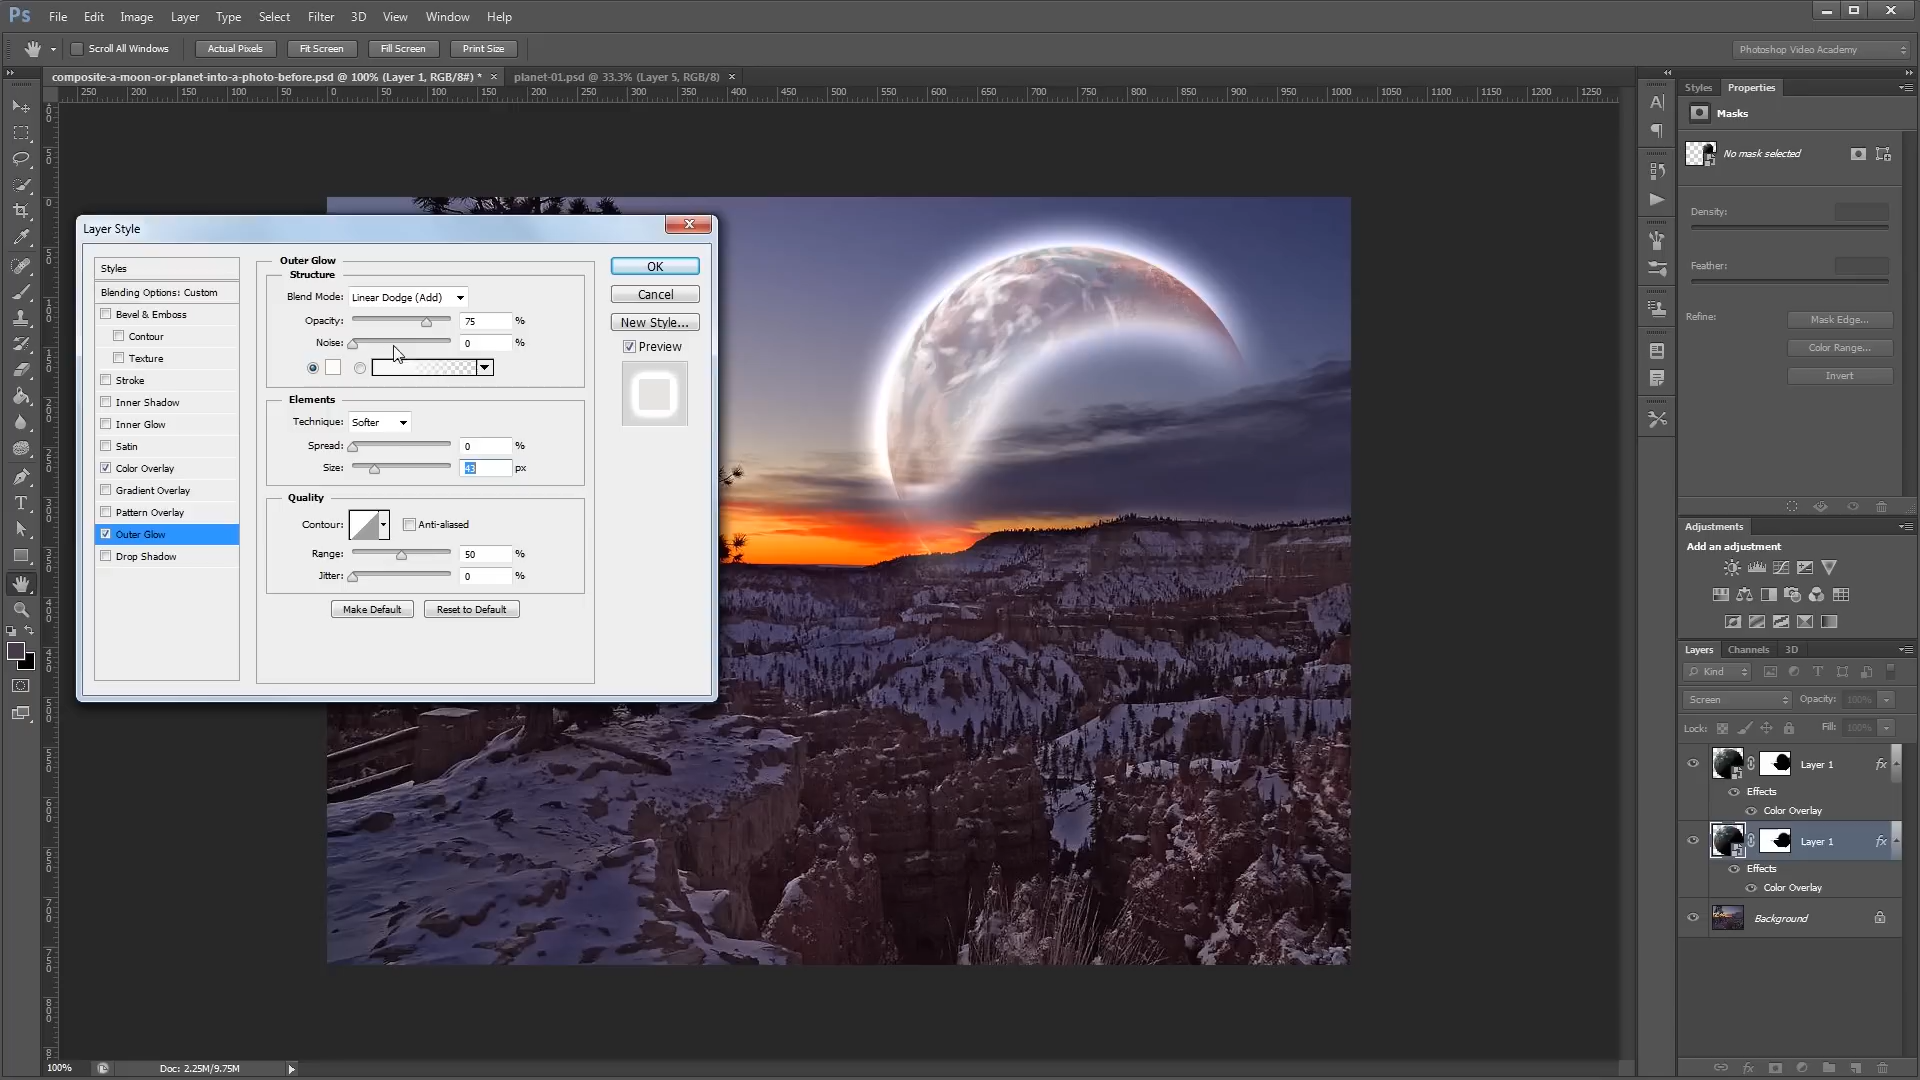 Ps File Edit Image Layer Type Select Filter 3D View Window Help
Scroll All Windows Actual Pixels Fit Screen Fill Screen Print Size Photoshop Video Academy
composite-a-moon-or-planet-into-a-photo-before.psd @ 100% (Layer 1, RGB/8#) * × planet-01.psd @ 33.3% (Layer 5, RGB/8) ×
250 200 150 100 50 0 50 100 150 200 250 300 350 400 450 500 550 600 650 700 750 800 850 900 950 1000 1050 1100 1150 1200 1250
Layer Style
Styles
Blending Options: Custom
Bevel & Emboss
Contour
Texture
Stroke
Inner Shadow
Inner Glow
Satin
Color Overlay
Gradient Overlay
Pattern Overlay
Outer Glow
Drop Shadow
Outer Glow
Structure
Blend Mode: Linear Dodge (Add)
Opacity: 75 %
Noise: 0 %
Elements
Technique: Softer
Spread: 0 %
Size: 43 px
Quality
Contour: Anti-aliased
Range: 50 %
Jitter: 0 %
Make Default Reset to Default
OK
Cancel
New Style...
Preview
Styles Properties
Masks
No mask selected
Density:
Feather:
Refine: Mask Edge...
Color Range...
Invert
Adjustments
Add an adjustment
Layers Channels 3D
Kind
Screen Opacity: 100%
Lock: Fill: 100%
Layer 1 fx
Effects
Color Overlay
Layer 1 fx
Effects
Color Overlay
Background
100% Doc: 2.25M/9.75M